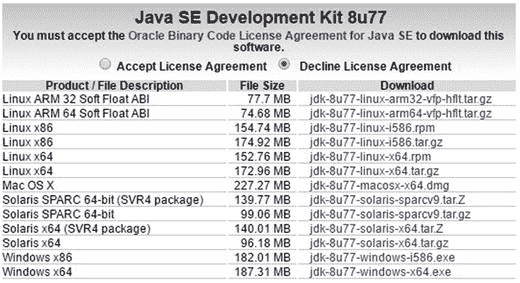 Java SE Development Kit 8u77
You must accept the Oracle Binary Code License Agreement for Java SE to download this
software.
Accept License Agreement Decline License Agreement
Product / File Description File Size Download
Linux ARM 32 Soft Float ABI 77.7 MB jdk-8u77-linux-arm32-vfp-hflt.tar.gz
Linux ARM 64 Soft Float ABI 74.68 MB jdk-8u77-linux-arm64-vfp-hflt.tar.gz
Linux x86 154.74 MB jdk-8u77-linux-i586.rpm
Linux x86 174.92 MB jdk-8u77-linux-i586.tar.gz
Linux x64 152.76 MB jdk-8u77-linux-x64.rpm
Linux x64 172.96 MB jdk-8u77-linux-x64.tar.gz
Mac OS X 227.27 MB jdk-8u77-macosx-x64.dmg
Solaris SPARC 64-bit (SVR4 package) 139.77 MB jdk-8u77-solaris-sparcv9.tar.Z
Solaris SPARC 64-bit 99.06 MB jdk-8u77-solaris-sparcv9.tar.gz
Solaris x64 (SVR4 package) 140.01 MB jdk-8u77-solaris-x64.tar.Z
Solaris x64 96.18 MB jdk-8u77-solaris-x64.tar.gz
Windows x86 182.01 MB jdk-8u77-windows-i586.exe
Windows x64 187.31 MB jdk-8u77-windows-x64.exe